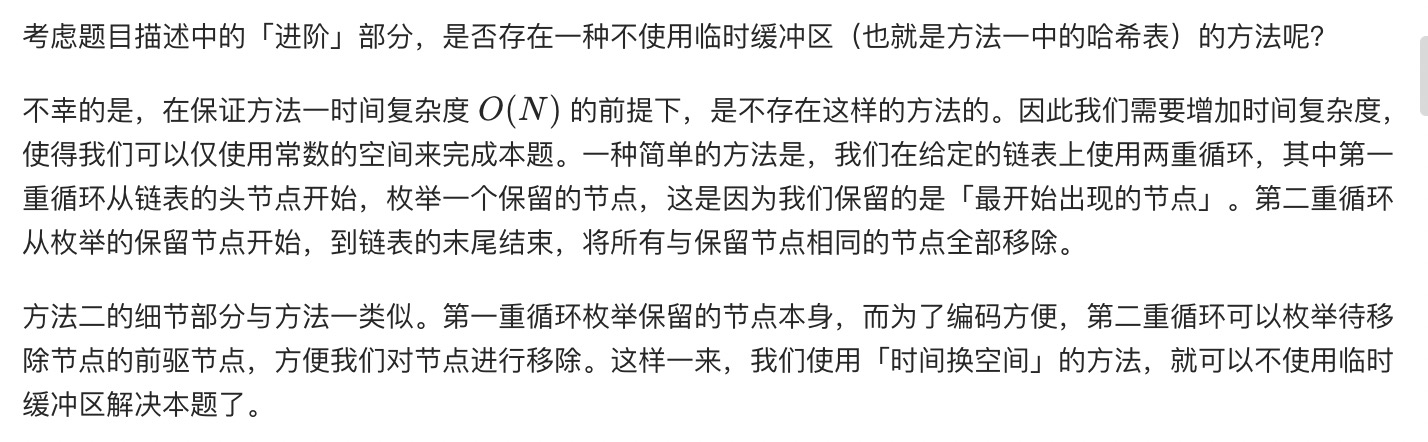 考虑题目描述中的「进阶」部分，是否存在一种不使用临时缓冲区（也就是方法一中的哈希表）的方法呢？
不幸的是，在保证方法一时间复杂度 O(N) 的前提下，是不存在这样的方法的。因此我们需要增加时间复杂度，
使得我们可以仅使用常数的空间来完成本题。一种简单的方法是，我们在给定的链表上使用两重循环，其中第一
重循环从链表的头节点开始，枚举一个保留的节点，这是因为我们保留的是「最开始出现的节点」。第二重循环
从枚举的保留节点开始，到链表的末尾结束，将所有与保留节点相同的节点全部移除。
方法二的细节部分与方法一类似。第一重循环枚举保留的节点本身，而为了编码方便，第二重循环可以枚举待移
除节点的前驱节点，方便我们对节点进行移除。这样一来，我们使用「时间换空间」的方法，就可以不使用临时
缓冲区解决本题了。